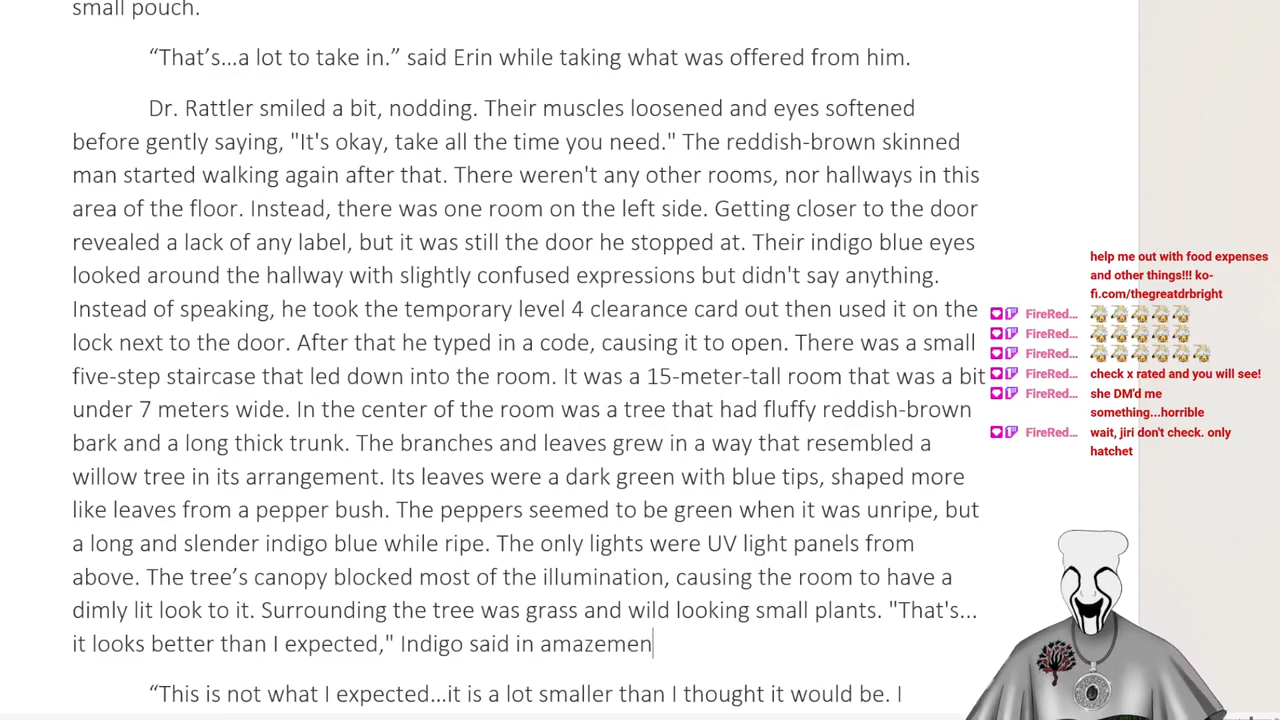 small pouch.
“That’s…a lot to take in.” said Erin while taking what was offered from him.
Dr. Rattler smiled a bit, nodding. Their muscles loosened and eyes softened
before gently saying, "It's okay, take all the time you need." The reddish-brown skinned
man started walking again after that. There weren't any other rooms, nor hallways in this
area of the floor. Instead, there was one room on the left side. Getting closer to the door
revealed a lack of any label, but it was still the door he stopped at. Their indigo blue eyes
looked around the hallway with slightly confused expressions but didn't say anything.
Instead of speaking, he took the temporary level 4 clearance card out then used it on the
lock next to the door. After that he typed in a code, causing it to open. There was a small
five-step staircase that led down into the room. It was a 15-meter-tall room that was a bit
under 7 meters wide. In the center of the room was a tree that had fluffy reddish-brown
bark and a long thick trunk. The branches and leaves grew in a way that resembled a
willow tree in its arrangement. Its leaves were a dark green with blue tips, shaped more
like leaves from a pepper bush. The peppers seemed to be green when it was unripe, but
a long and slender indigo blue while ripe. The only lights were UV light panels from
above. The tree’s canopy blocked most of the illumination, causing the room to have a
dimly lit look to it. Surrounding the tree was grass and wild looking small plants. "That's...
it looks better than I expected," Indigo said in amazemen
“This is not what I expected…it is a lot smaller than I thought it would be. I
help me out with food expenses
and other things!!! ko-
fi.com/thegreatdrbright
FireRed...
FireRed...
FireRed...
FireRed... check x rated and you will see!
FireRed... she DM'd me
something...horrible
FireRed... wait, jiri don't check. only
hatchet